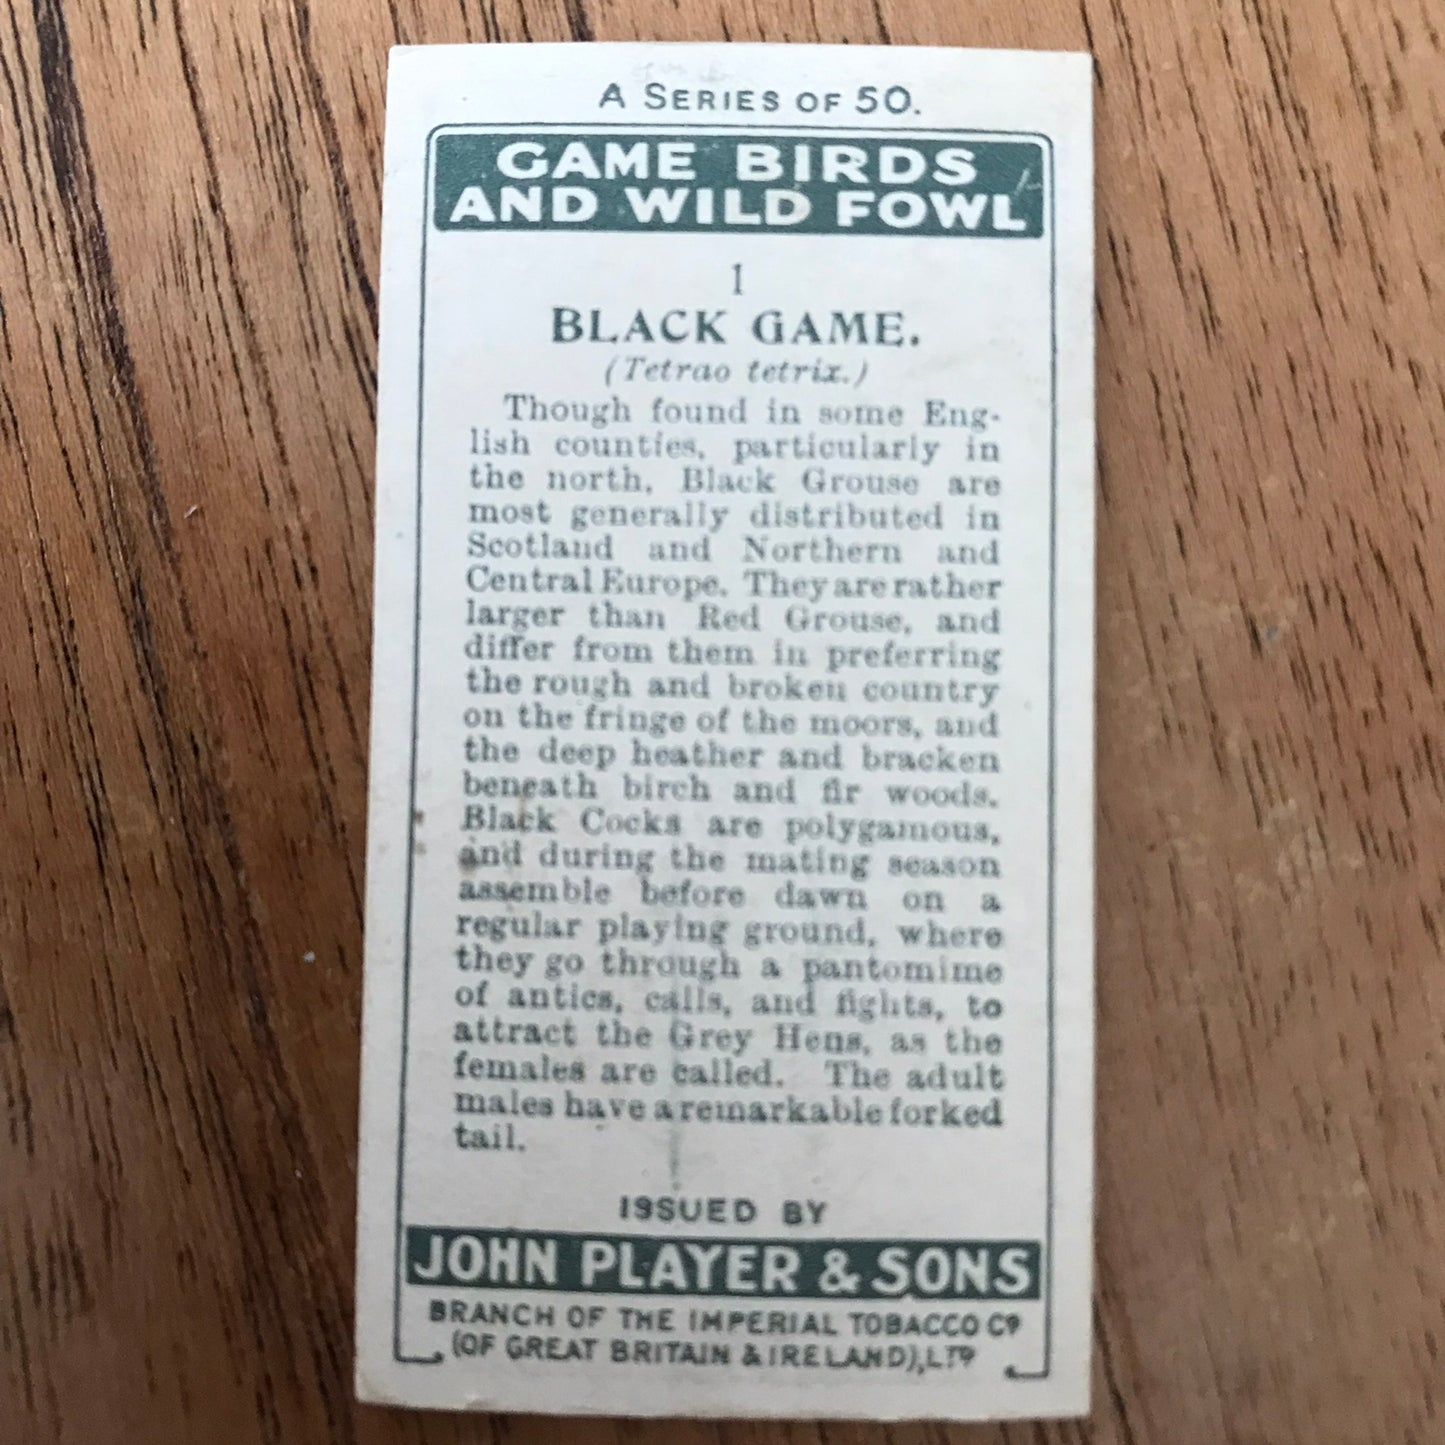 A SERIES OF 50.
GAME BIRDS
AND WILD FOWL
1
BLACK GAME.
(Tetrao tetrix.)
Though found in some Eng-
lish counties, particularly in
the north, Black Grouse are
most generally distributed in
Scotland and Northern and
Central Europe. They are rather
larger than Red Grouse, and
differ from them in preferring
the rough and broken country
on the fringe of the moors, and
the deep heather and bracken
beneath birch and fir woods.
Black Cocks are polygamous,
and during the mating season
assemble before dawn on a
regular playing ground, where
they go through a pantomime
of antics, calls, and fights, to
attract the Grey Hens, as the
females are called. The adult
males have a remarkable forked
tail.
ISSUED BY
JOHN PLAYER & SONS
BRANCH OF THE IMPERIAL TOBACCO Cº
(OF GREAT BRITAIN & IRELAND), LTD